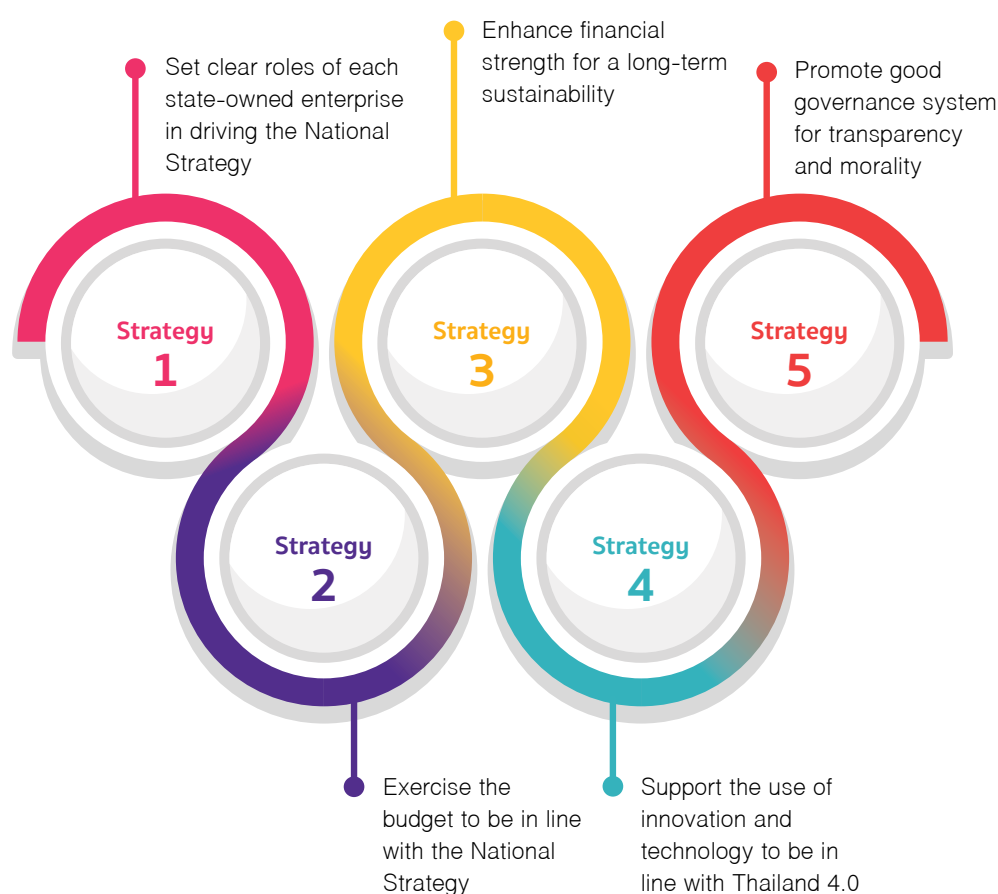 Set clear roles of each
state-owned enterprise
in driving the National
Strategy
Enhance financial
strength for a long-term
sustainability
Promote good
governance system
for transparency
and morality
Strategy
1
Strategy
3
Strategy
5
Strategy
2
Strategy
4
Exercise the
budget to be in line
with the National
Strategy
Support the use of
innovation and
technology to be in
line with Thailand 4.0